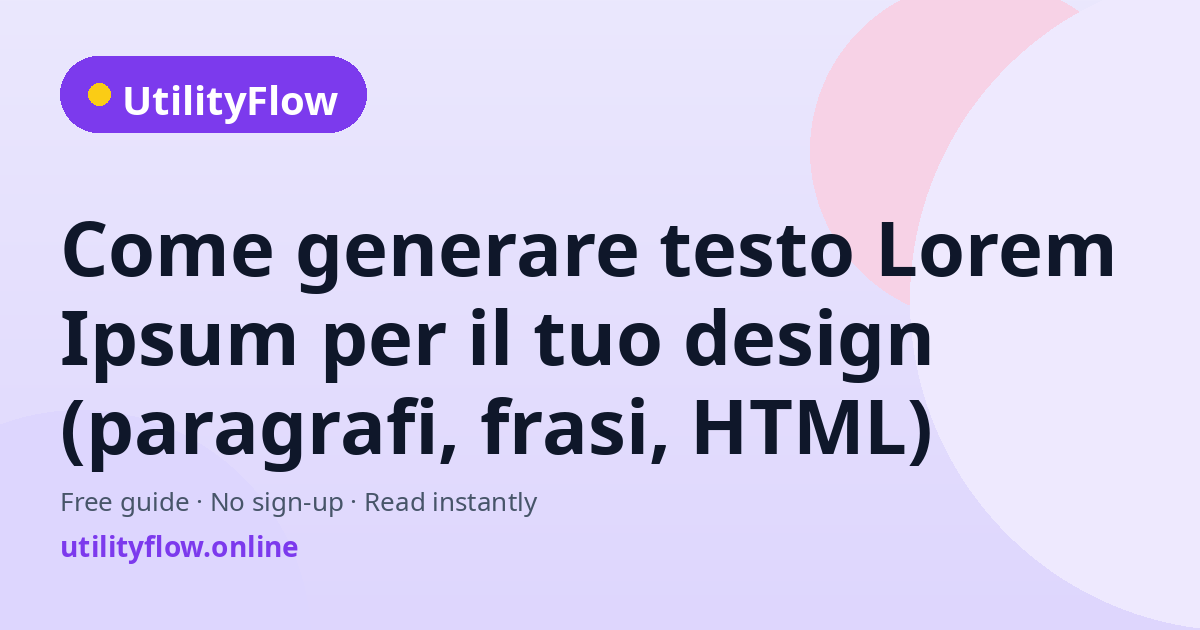 UtilityFlow
Come generare testo Lorem
Ipsum per il tuo design
(paragrafi, frasi, HTML)
Free guide · No sign-up · Read instantly
utilityflow.online